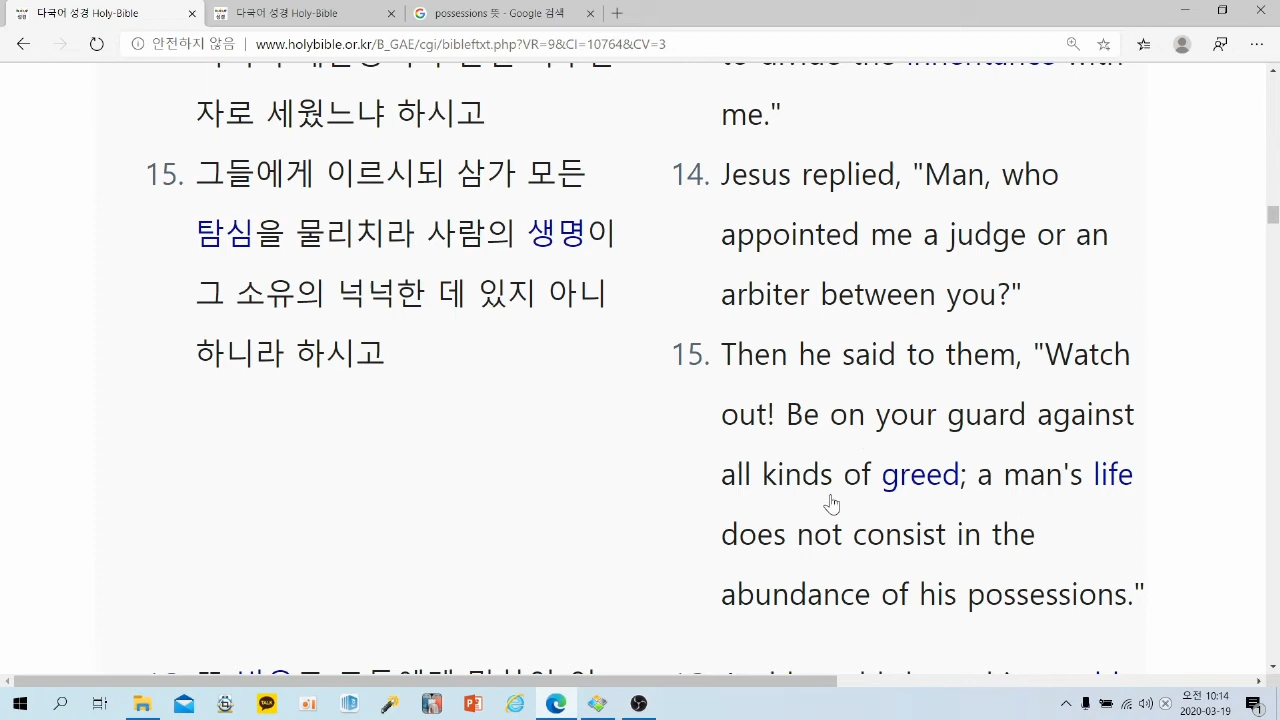 다국어 성경 Holy-Bible
다국어 성경 Holy-Bible
possessions 뜻 - Google 검색
안전하지 않음
www.holybible.or.kr/B_GAE/cgi/bibleftxt.php?VR=9&CI=10764&CV=3
자로 세웠느냐 하시고
15. 그들에게 이르시되 삼가 모든
탐심을 물리치라 사람의 생명이
그 소유의 넉넉한 데 있지 아니
하니라 하시고
to divide the inheritance with
me."
14. Jesus replied, "Man, who
appointed me a judge or an
arbiter between you?"
15. Then he said to them, "Watch
out! Be on your guard against
all kinds of greed; a man's life
does not consist in the
abundance of his possessions."
TALK
오전 10:14
2020-03-19